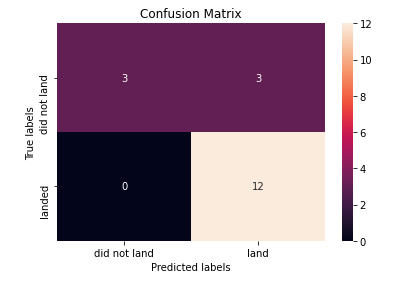 Confusion Matrix
True labels
did not land
landed
3 3
0 12
did not land land
Predicted labels
12
10
8
6
4
2
0